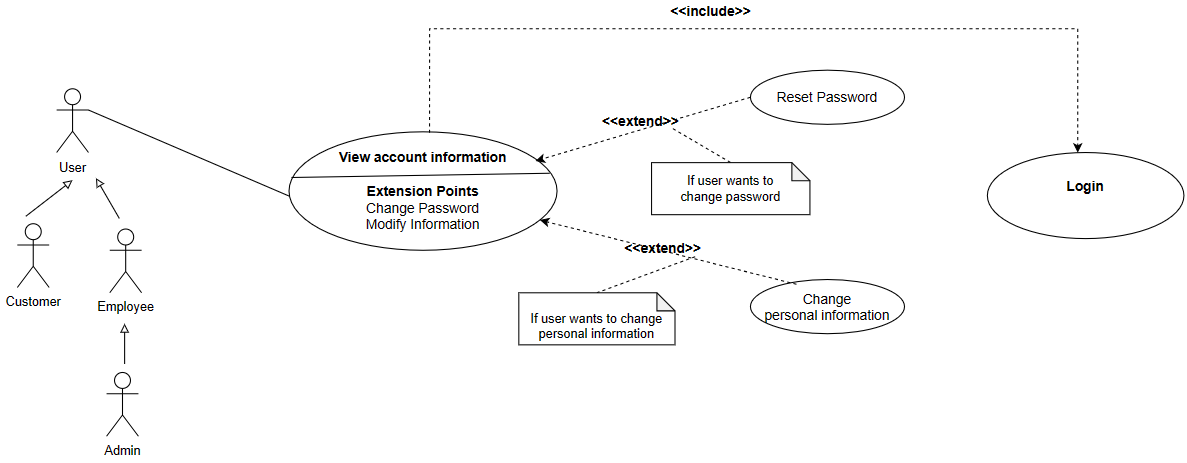 <<include>>
Reset Password
<<extend>>
View account information
User
If user wants to
change password
Login
Extension Points
Change Password
Modify Information
<<extend>>
Customer
Employee
Change
personal information
If user wants to change
personal information
Admin